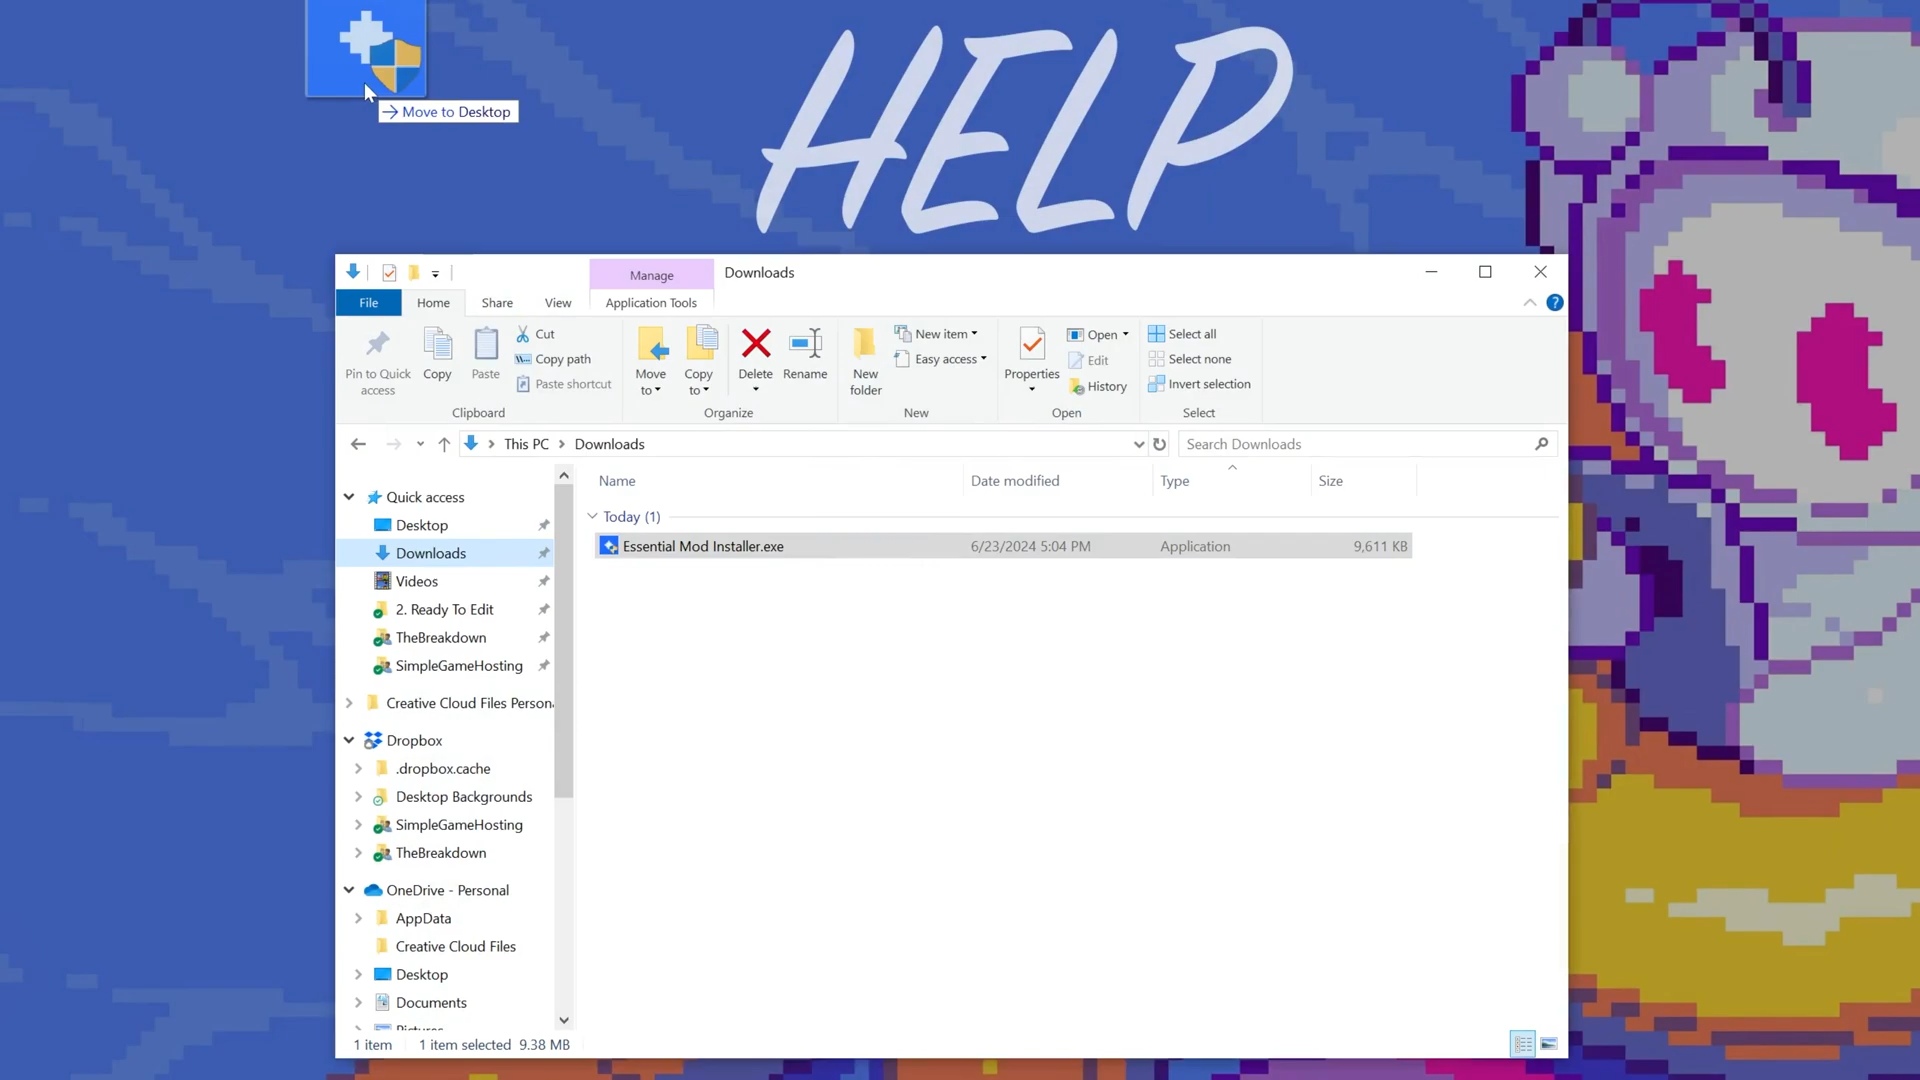 HELP
Move to Desktop
Manage
Downloads
File
Home
Share
View
Application Tools
Pin to Quick access
Copy
Paste
Cut
Copy path
Paste shortcut
Clipboard
Move to
Copy to
Delete
Rename
Organize
New folder
New item
Easy access
New
Properties
Open
Edit
History
Open
Select all
Select none
Invert selection
Select
This PC > Downloads
Search Downloads
Name
Date modified
Type
Size
Today (1)
Essential Mod Installer.exe
6/23/2024 5:04 PM
Application
9,611 KB
Quick access
Desktop
Downloads
Videos
2. Ready To Edit
TheBreakdown
SimpleGameHosting
Creative Cloud Files Person
Dropbox
.dropbox.cache
Desktop Backgrounds
SimpleGameHosting
TheBreakdown
OneDrive - Personal
AppData
Creative Cloud Files
Desktop
Documents
Pictures
1 item
1 item selected 9.38 MB